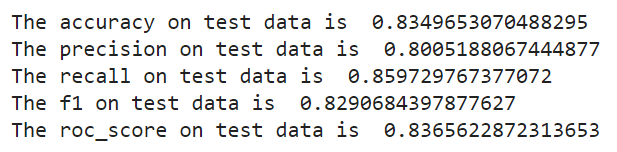 The accuracy on test data is  0.8349653070488295
The precision on test data is  0.8005188067444877
The recall on test data is  0.859729767377072
The f1 on test data is  0.8290684397877627
The roc_score on test data is  0.8365622872313653